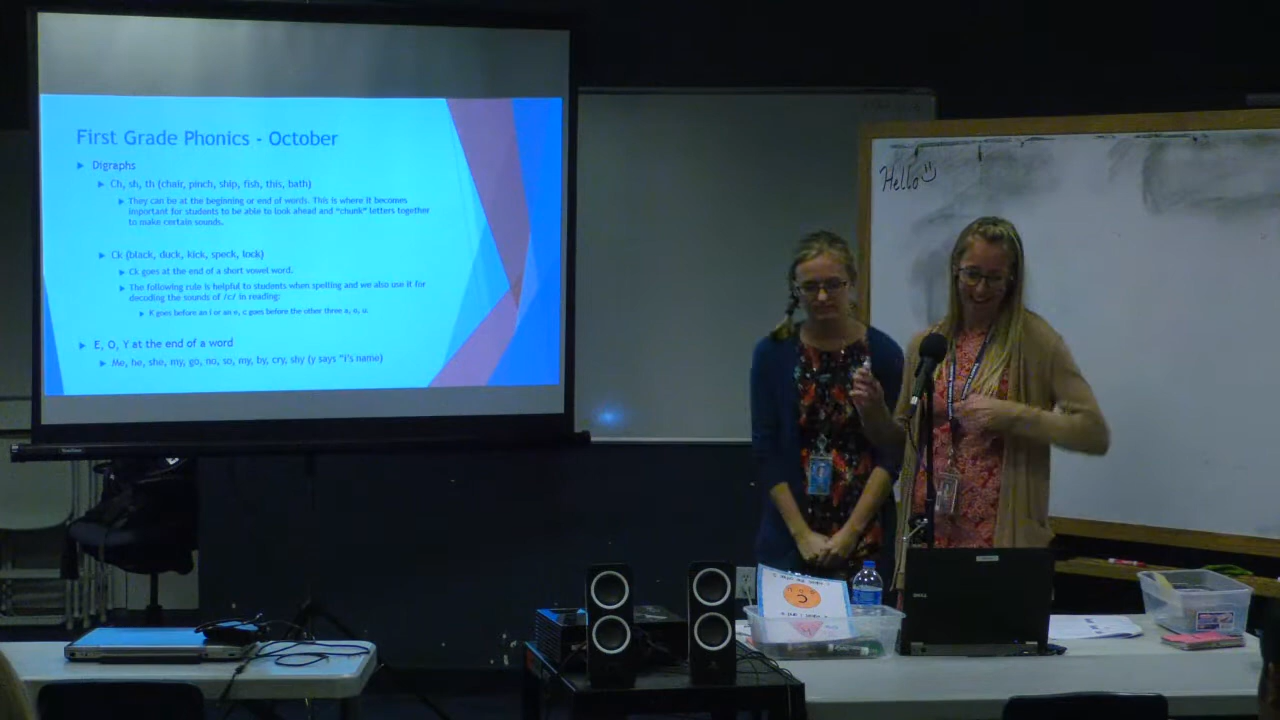 First Grade Phonics - October
Digraphs
Ch, sh, th (chair, pinch, ship, fish, this, bath)
They can be at the beginning or end of words. This is where it becomes
important for students to be able to look ahead and "chunk" letters together
to make certain sounds.
Ck (black, duck, kick, speck, lock)
Ck goes at the end of a short vowel word.
The following rule is helpful to students when spelling and we also use it for
decoding the sounds of /c/ in reading:
K goes before an i or an e, c goes before the other three a, o, u.
E, O, Y at the end of a word
Me, he, she, my, go, no, so, my, by, cry, shy (y says "i's name)
Hello
DELL